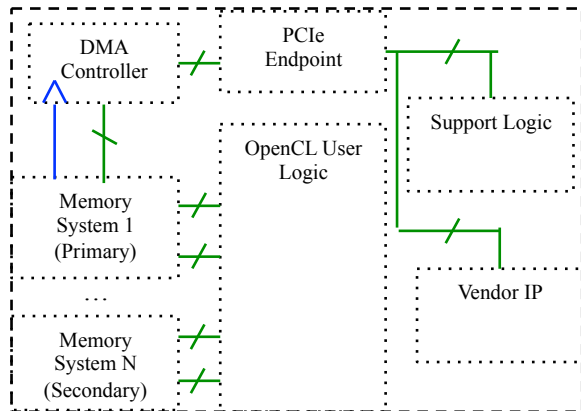 DMA
Controller
PCIe
Endpoint
Support Logic
OpenCL User
Logic
Memory
System 1
(Primary)
Vendor IP
...
Memory
System N
(Secondary)